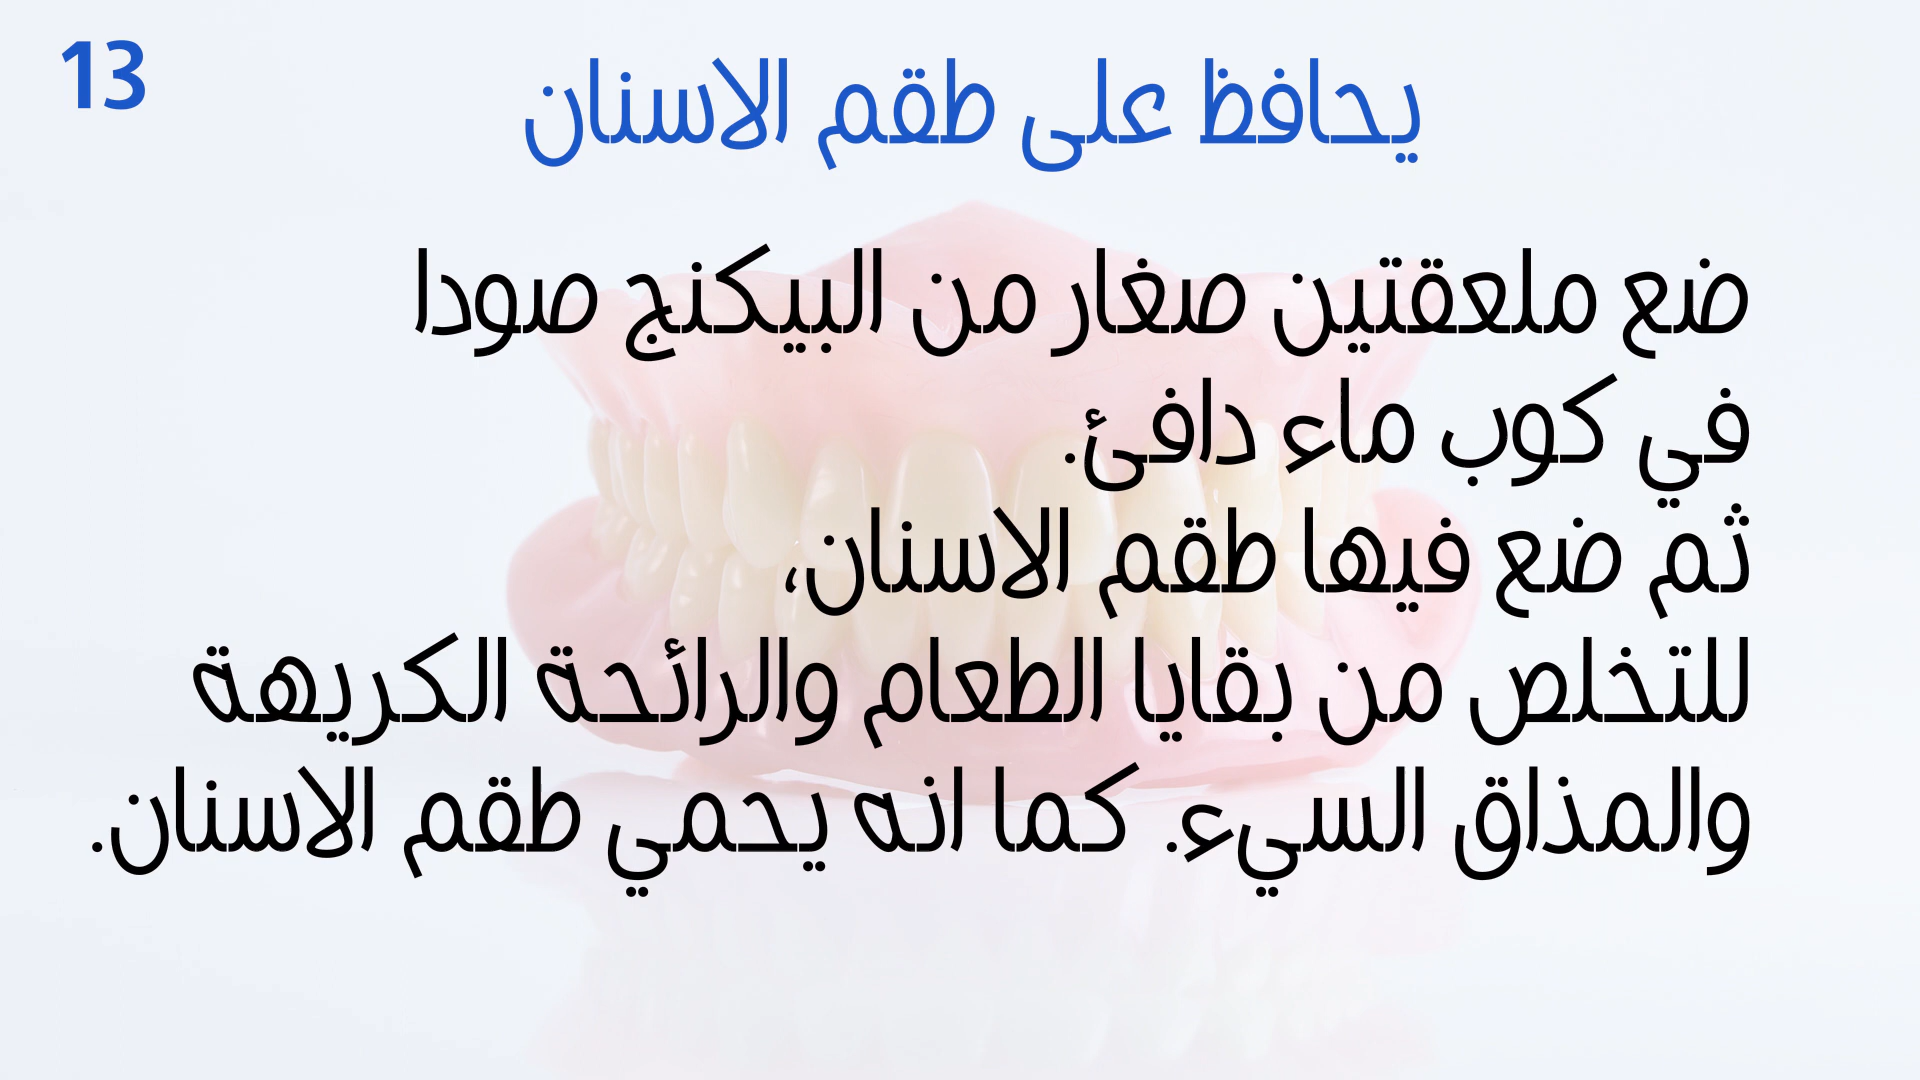 13
يحافظ على طقم الاسنان
ضع ملعقتين صغار من البيكنج صودا
في كوب ماء دافئ.
ثم ضع فيها طقم الاسنان،
للتخلص من بقايا الطعام والرائحة الكريهة
والمذاق السيء. كما انه يحمي طقم الاسنان.